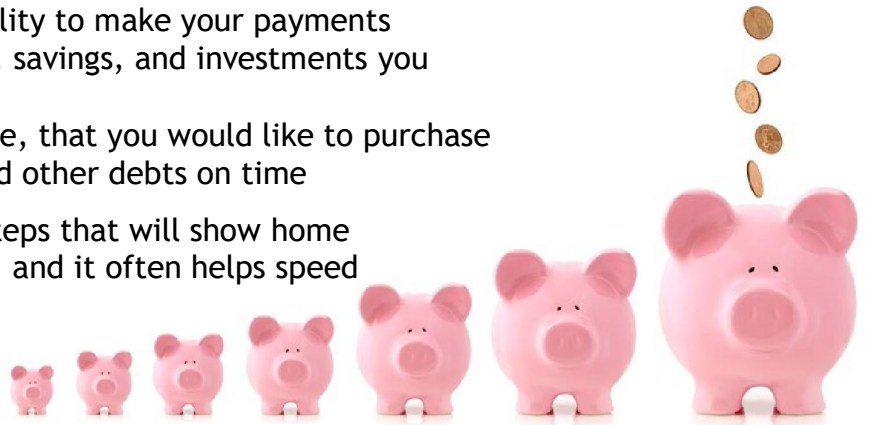 lity to make your payments
savings, and investments you
e, that you would like to purchase
d other debts on time
teps that will show home
and it often helps speed